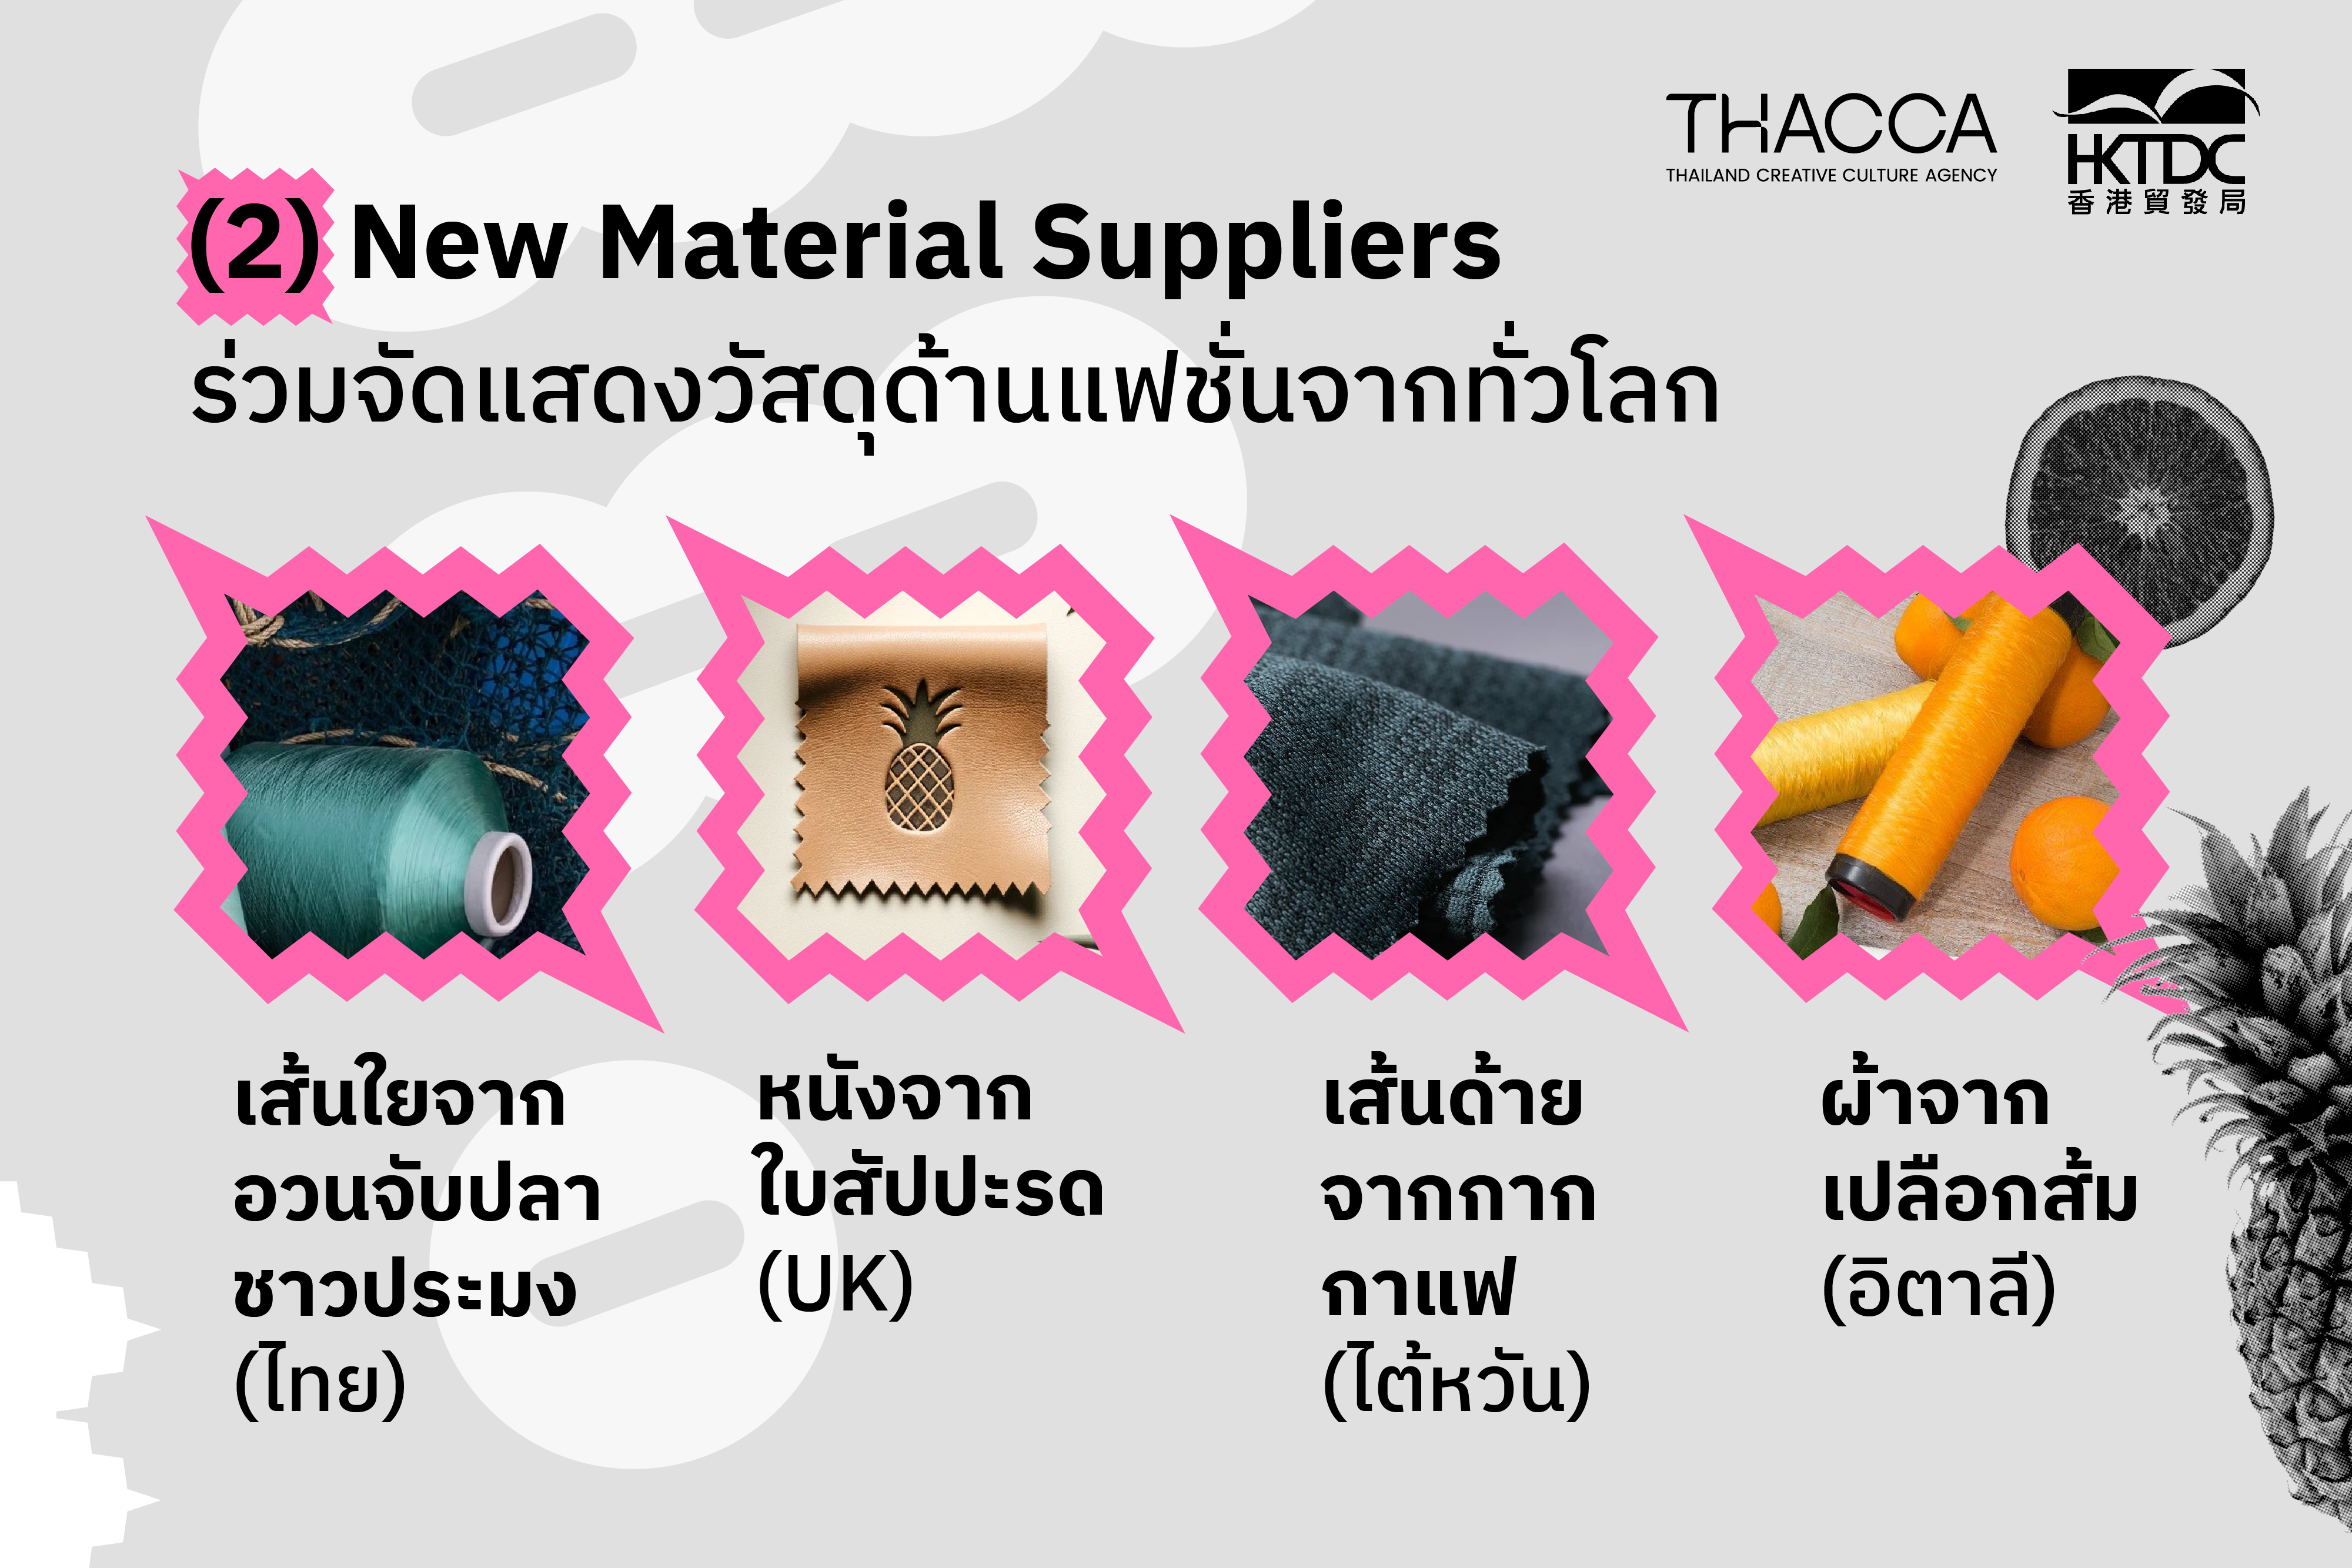 THACCA
THAILAND CREATIVE CULTURE AGENCY
HKTDC
香港貿發局
(2) New Material Suppliers
ร่วมจัดแสดงวัสดุด้านแฟชั่นจากทั่วโลก
เส้นใยจาก
อวนจับปลา
ชาวประมง
(ไทย)
หนังจาก
ใบสัปปะรด
(UK)
เส้นด้าย
จากกาก
กาแฟ
(ไต้หวัน)
ผ้าจาก
เปลือกส้ม
(อิตาลี)